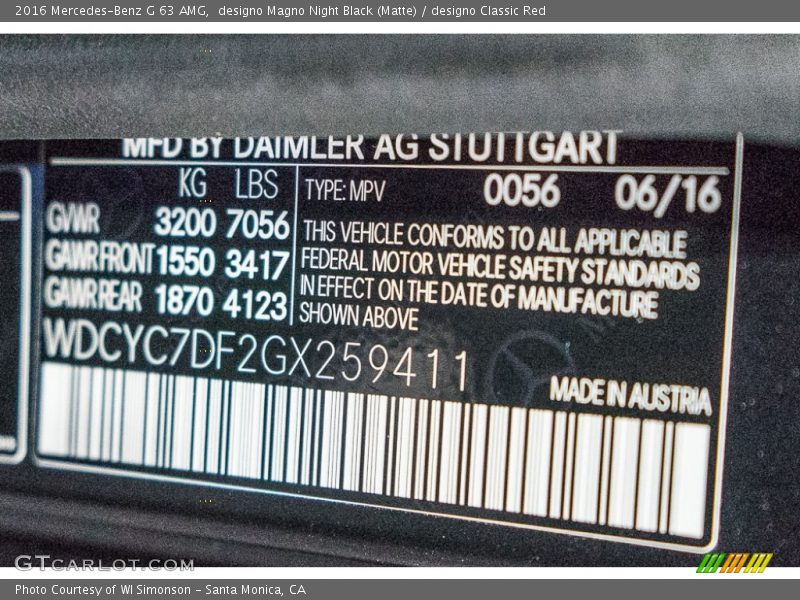 2016 Mercedes-Benz G 63 AMG,  designo Magno Night Black (Matte) / designo Classic Red
MFD BY DAIMLER AG STUTTGART
KG LBS TYPE: MPV 0056 06/16
GVWR 3200 7056
GAWR FRONT 1550 3417
GAWR REAR 1870 4123
THIS VEHICLE CONFORMS TO ALL APPLICABLE
FEDERAL MOTOR VEHICLE SAFETY STANDARDS
IN EFFECT ON THE DATE OF MANUFACTURE
SHOWN ABOVE
WDCYC7DF2GX259411
MADE IN AUSTRIA
GTCARLOT.COM
Photo Courtesy of WI Simonson - Santa Monica, CA